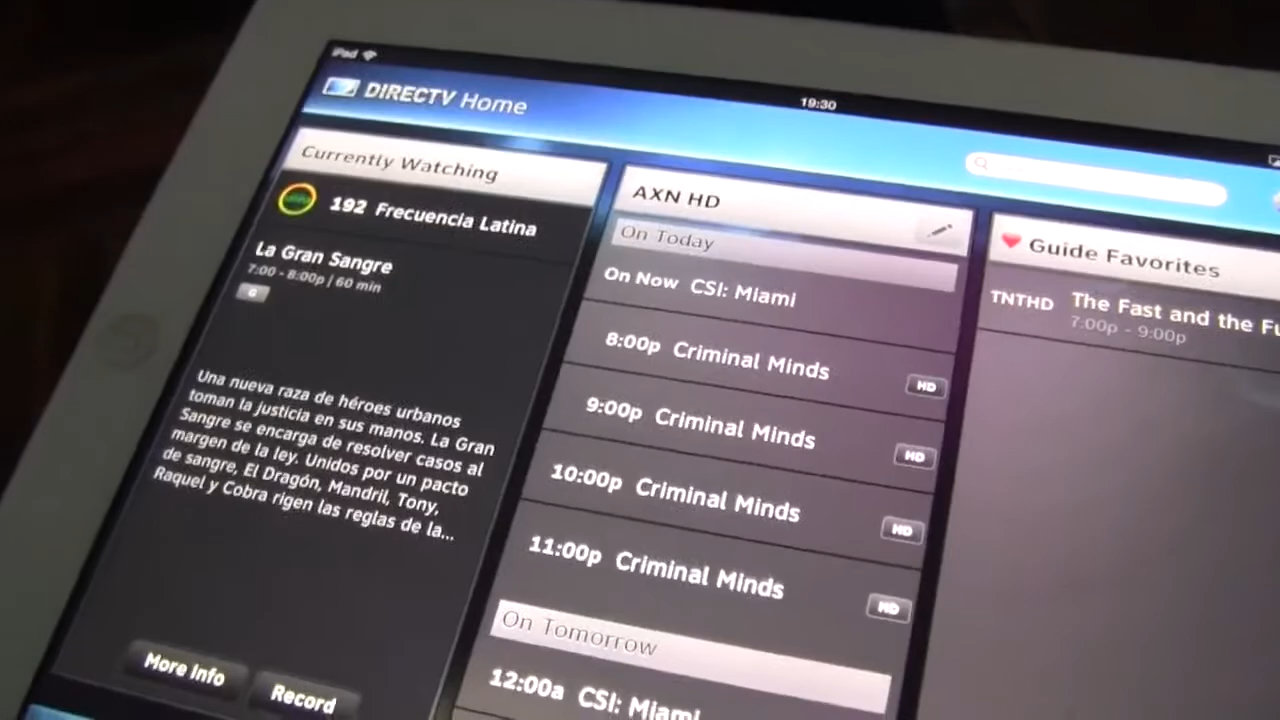 iPad
19:30
DIRECTV Home
Currently Watching
192 Frecuencia Latina
La Gran Sangre
7:00 - 8:00p | 60 min
G
Una nueva raza de héroes urbanos
toman la justicia en sus manos. La Gran
Sangre se encarga de resolver casos al
margen de la ley. Unidos por un pacto
de sangre, El Dragón, Mandril, Tony,
Raquel y Cobra rigen las reglas de la...
More Info
Record
AXN HD
On Today
On Now CSI: Miami
8:00p Criminal Minds
HD
9:00p Criminal Minds
HD
10:00p Criminal Minds
HD
11:00p Criminal Minds
HD
On Tomorrow
12:00a CSI: Miami
Guide Favorites
TNTHD The Fast and the Fu
7:00p - 9:00p